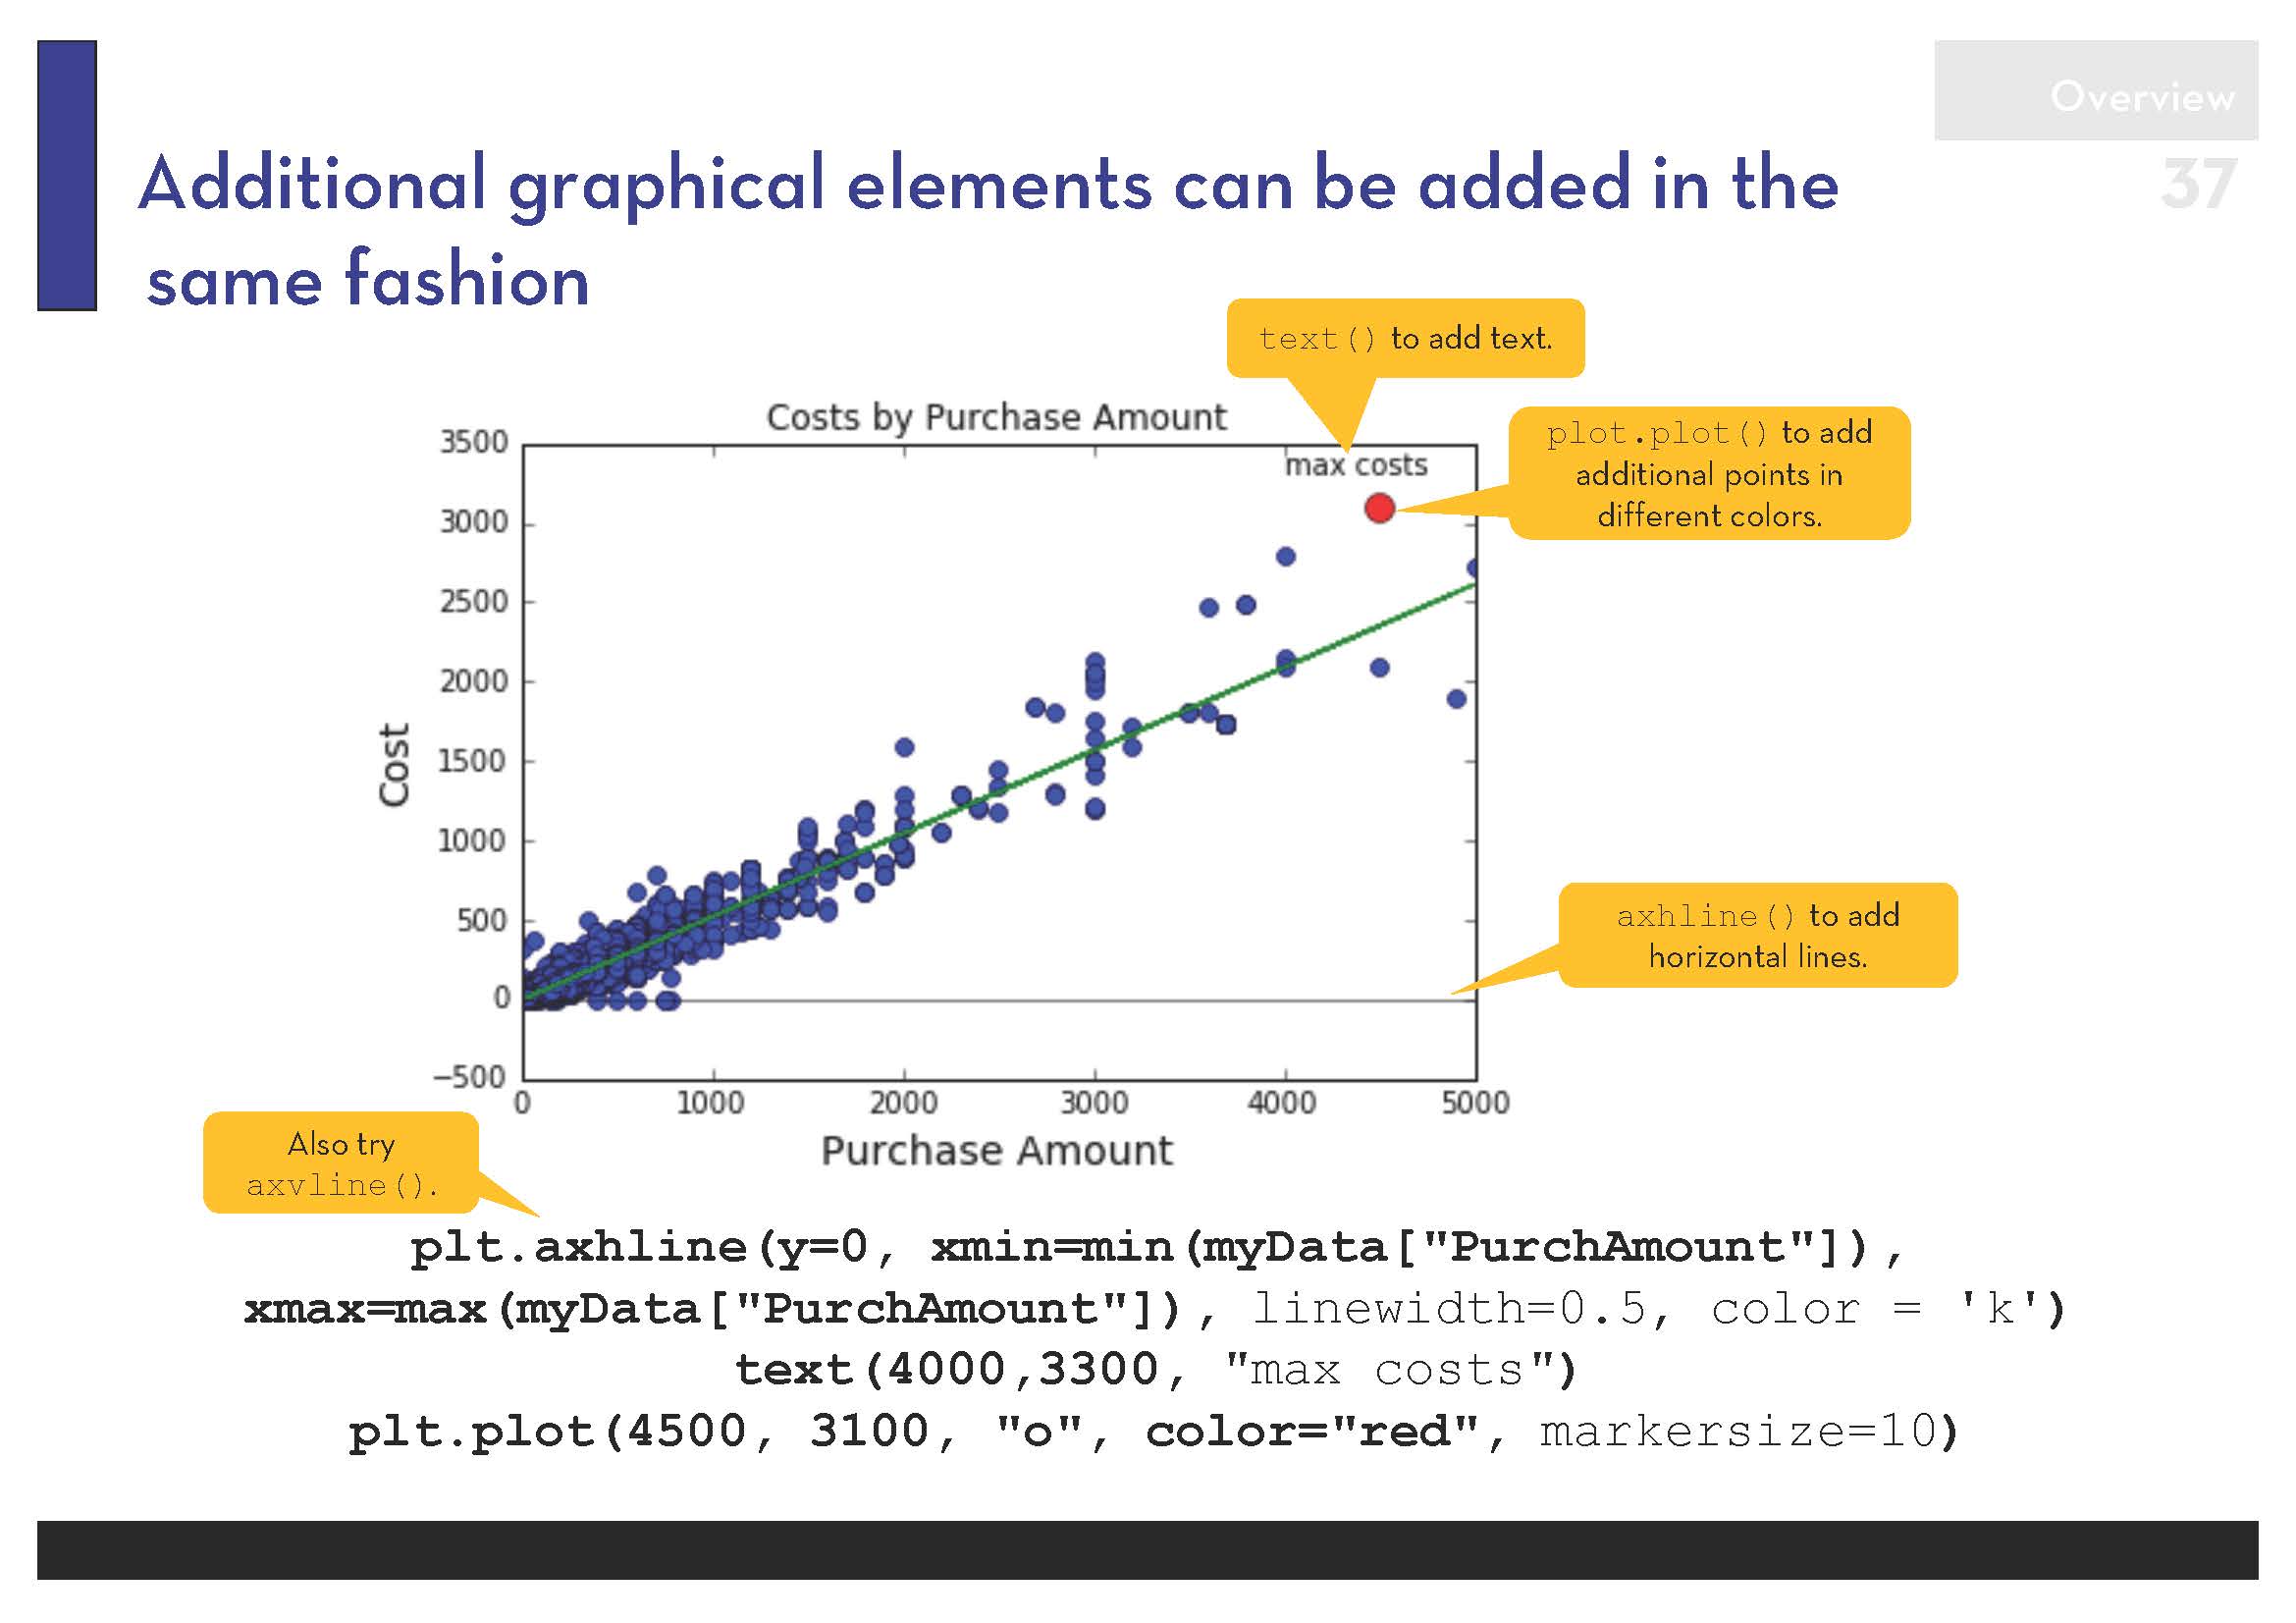 Overview
37
Additional graphical elements can be added in the
same fashion
text() to add text.
plot.plot() to add
additional points in
different colors.
Costs by Purchase Amount
max costs
3500
3000
2500
2000
1500
1000
500
0
−500
Cost
0 1000 2000 3000 4000 5000
Purchase Amount
axhline() to add
horizontal lines.
Also try
axvline().
plt.axhline(y=0, xmin=min(myData["PurchAmount"]),
xmax=max(myData["PurchAmount"]), linewidth=0.5, color = 'k')
text(4000,3300, "max costs")
plt.plot(4500, 3100, "o", color="red", markersize=10)